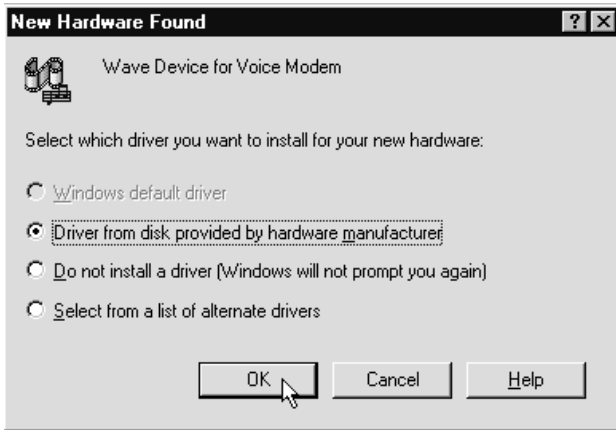 New Hardware Found
Wave Device for Voice Modem
Select which driver you want to install for your new hardware:
Windows default driver
Driver from disk provided by hardware manufacturer
Do not install a driver (Windows will not prompt you again)
Select from a list of alternate drivers
OK Cancel Help